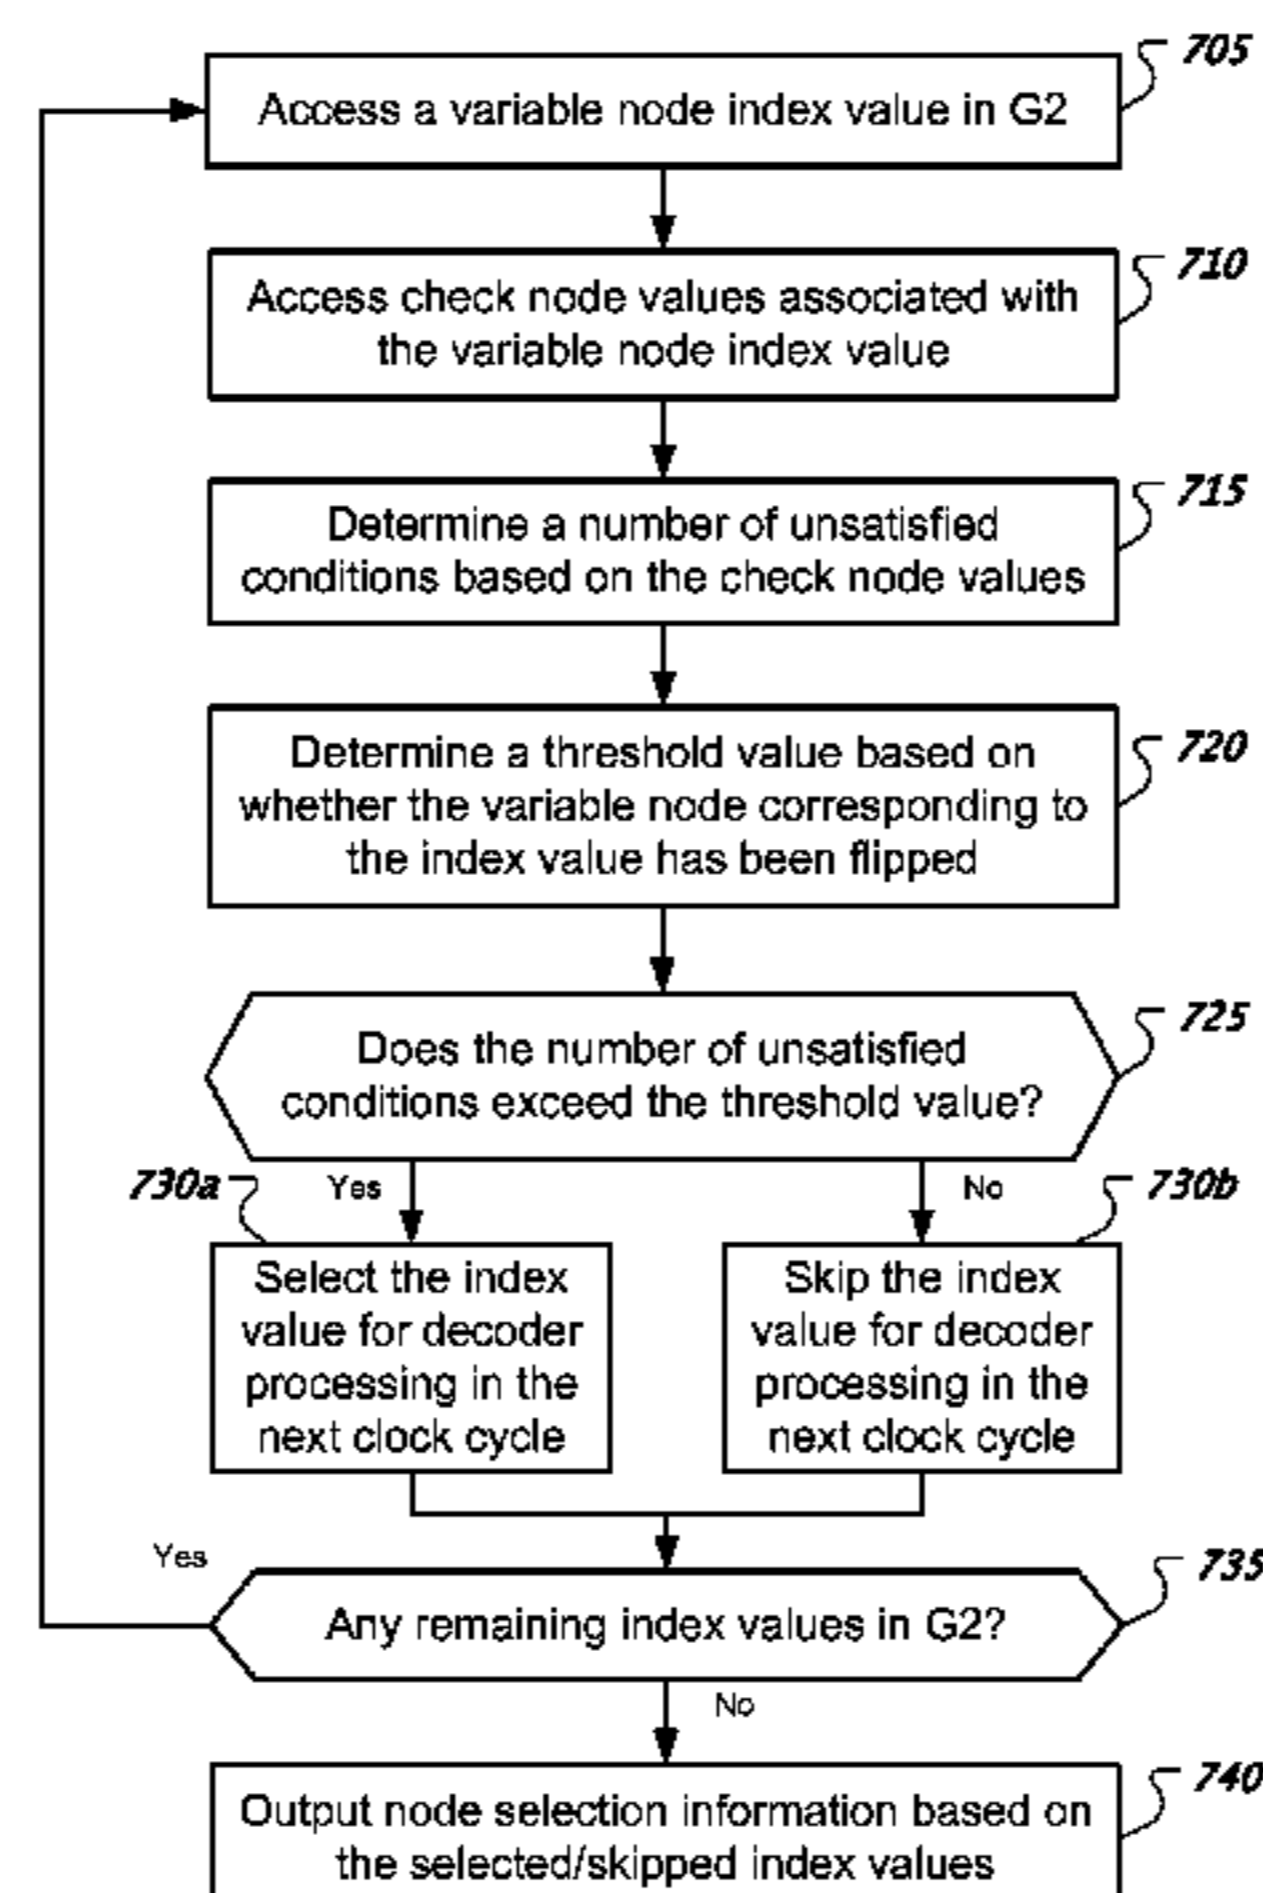 705
Access a variable node index value in G2
710
Access check node values associated with
the variable node index value
715
Determine a number of unsatisfied
conditions based on the check node values
720
Determine a threshold value based on
whether the variable node corresponding to
the index value has been flipped
725
Does the number of unsatisfied
conditions exceed the threshold value?
730a
Yes
No
730b
Select the index
value for decoder
processing in the
next clock cycle
Skip the index
value for decoder
processing in the
next clock cycle
Yes
735
Any remaining index values in G2?
No
740
Output node selection information based on
the selected/skipped index values